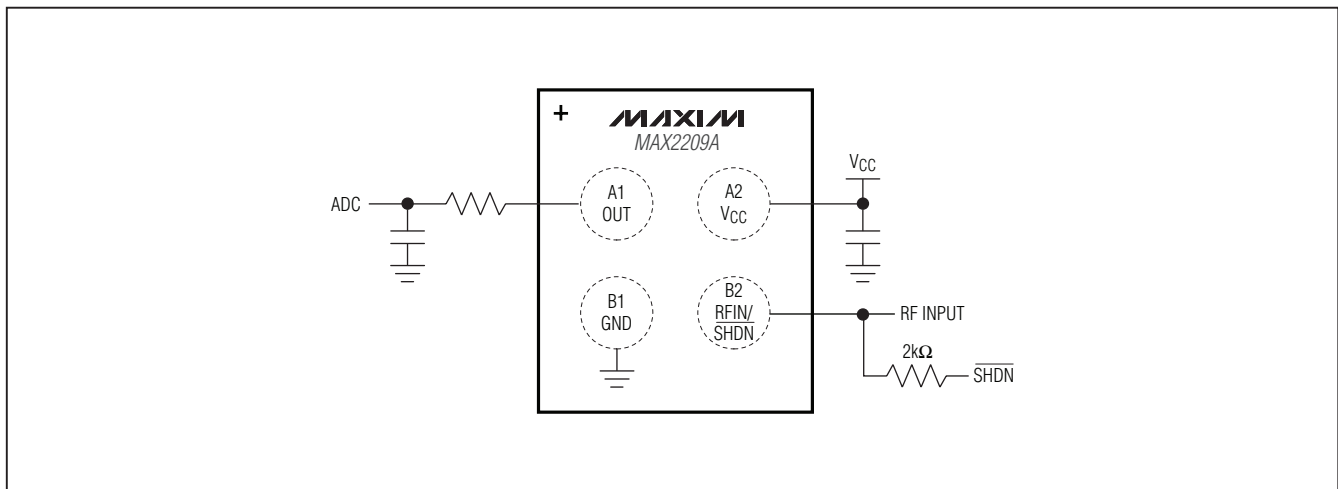 +
MAXIM
MAX2209A
VCC
ADC
A1
OUT
A2
VCC
B1
GND
B2
RFIN/
SHDN
RF INPUT
2kΩ
SHDN